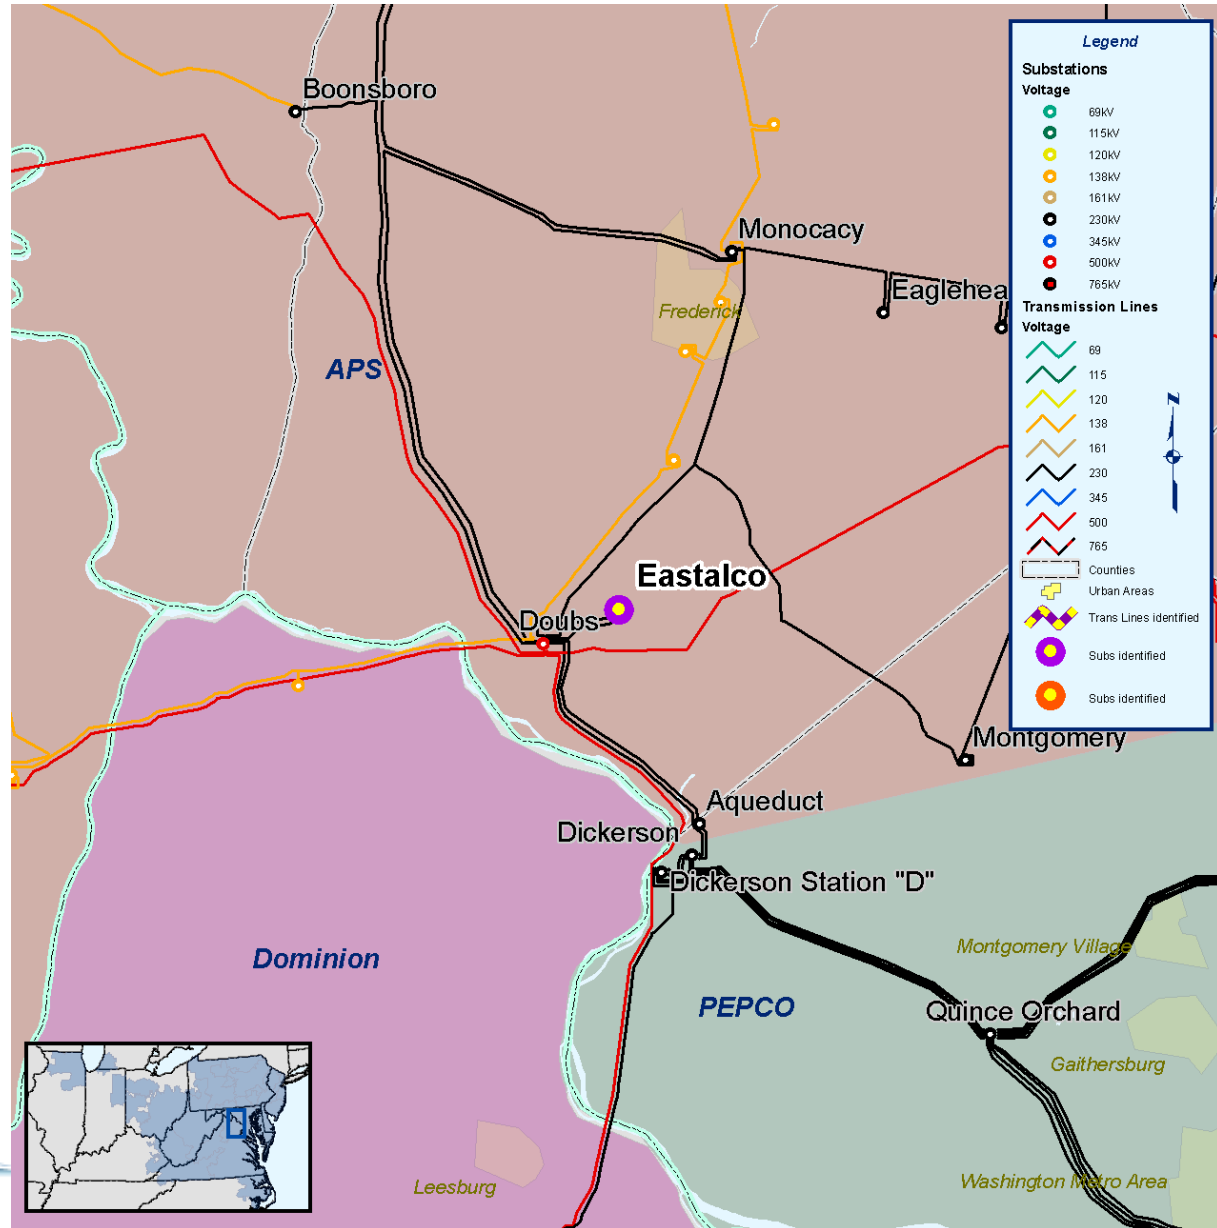 Legend
Substations
Voltage
69kV
115kV
120kV
138kV
161kV
230kV
345kV
500kV
765kV
Transmission Lines
Voltage
69
115
120
138
161
230
345
500
765
Counties
Urban Areas
Trans Lines identified
Subs identified
Subs identified
N
Boonsboro
Monocacy
Eaglehea
Frederick
APS
Eastalco
Doubs
Montgomery
Aqueduct
Dickerson
Dickerson Station "D"
Montgomery Village
Dominion
PEPCO
Quince Orchard
Gaithersburg
Leesburg
Washington Metro Area